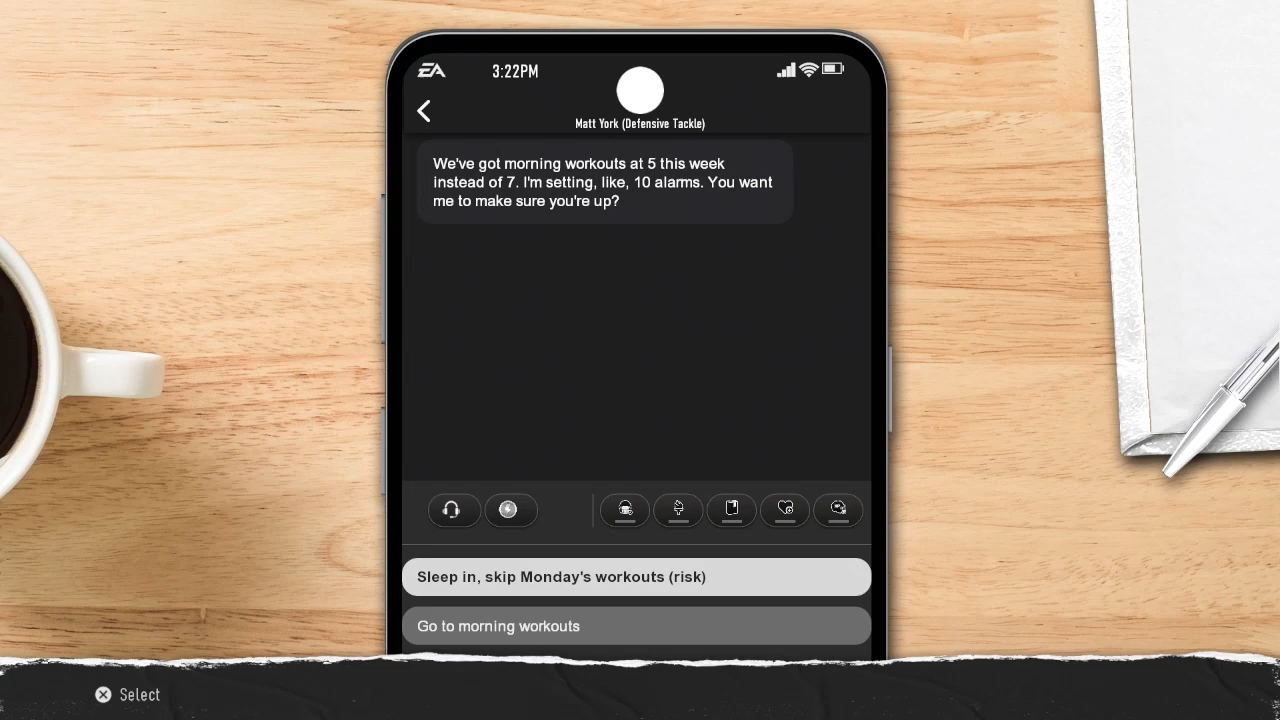 EA
3:22PM
Matt York (Defensive Tackle)
We've got morning workouts at 5 this week
instead of 7. I'm setting, like, 10 alarms. You want
me to make sure you're up?
Sleep in, skip Monday's workouts (risk)
Go to morning workouts
Select